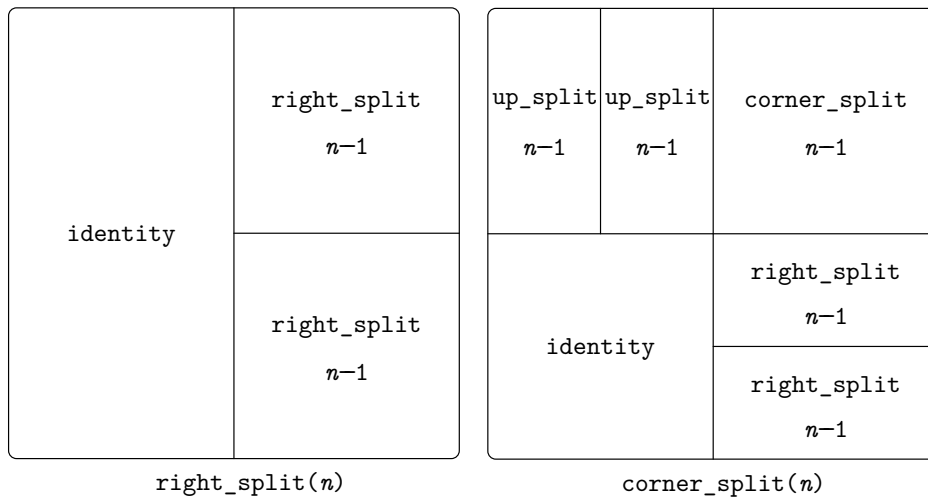 identity
right_split
n−1
right_split
n−1
right_split(n)
up_split
n−1
up_split
n−1
corner_split
n−1
identity
right_split
n−1
right_split
n−1
corner_split(n)